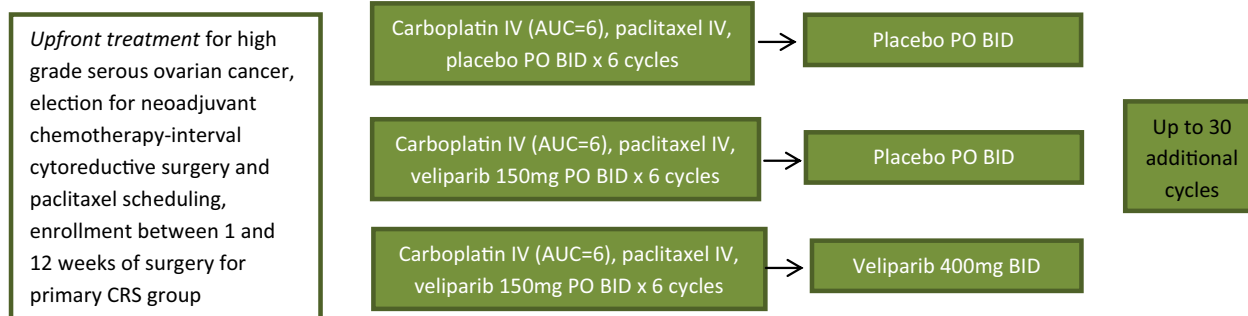 Upfront treatment for high
grade serous ovarian cancer,
election for neoadjuvant
chemotherapy-interval
cytoreductive surgery and
paclitaxel scheduling,
enrollment between 1 and
12 weeks of surgery for
primary CRS group
Carboplatin IV (AUC=6), paclitaxel IV,
placebo PO BID x 6 cycles
Placebo PO BID
Carboplatin IV (AUC=6), paclitaxel IV,
veliparib 150mg PO BID x 6 cycles
Placebo PO BID
Carboplatin IV (AUC=6), paclitaxel IV,
veliparib 150mg PO BID x 6 cycles
Veliparib 400mg BID
Up to 30
additional
cycles